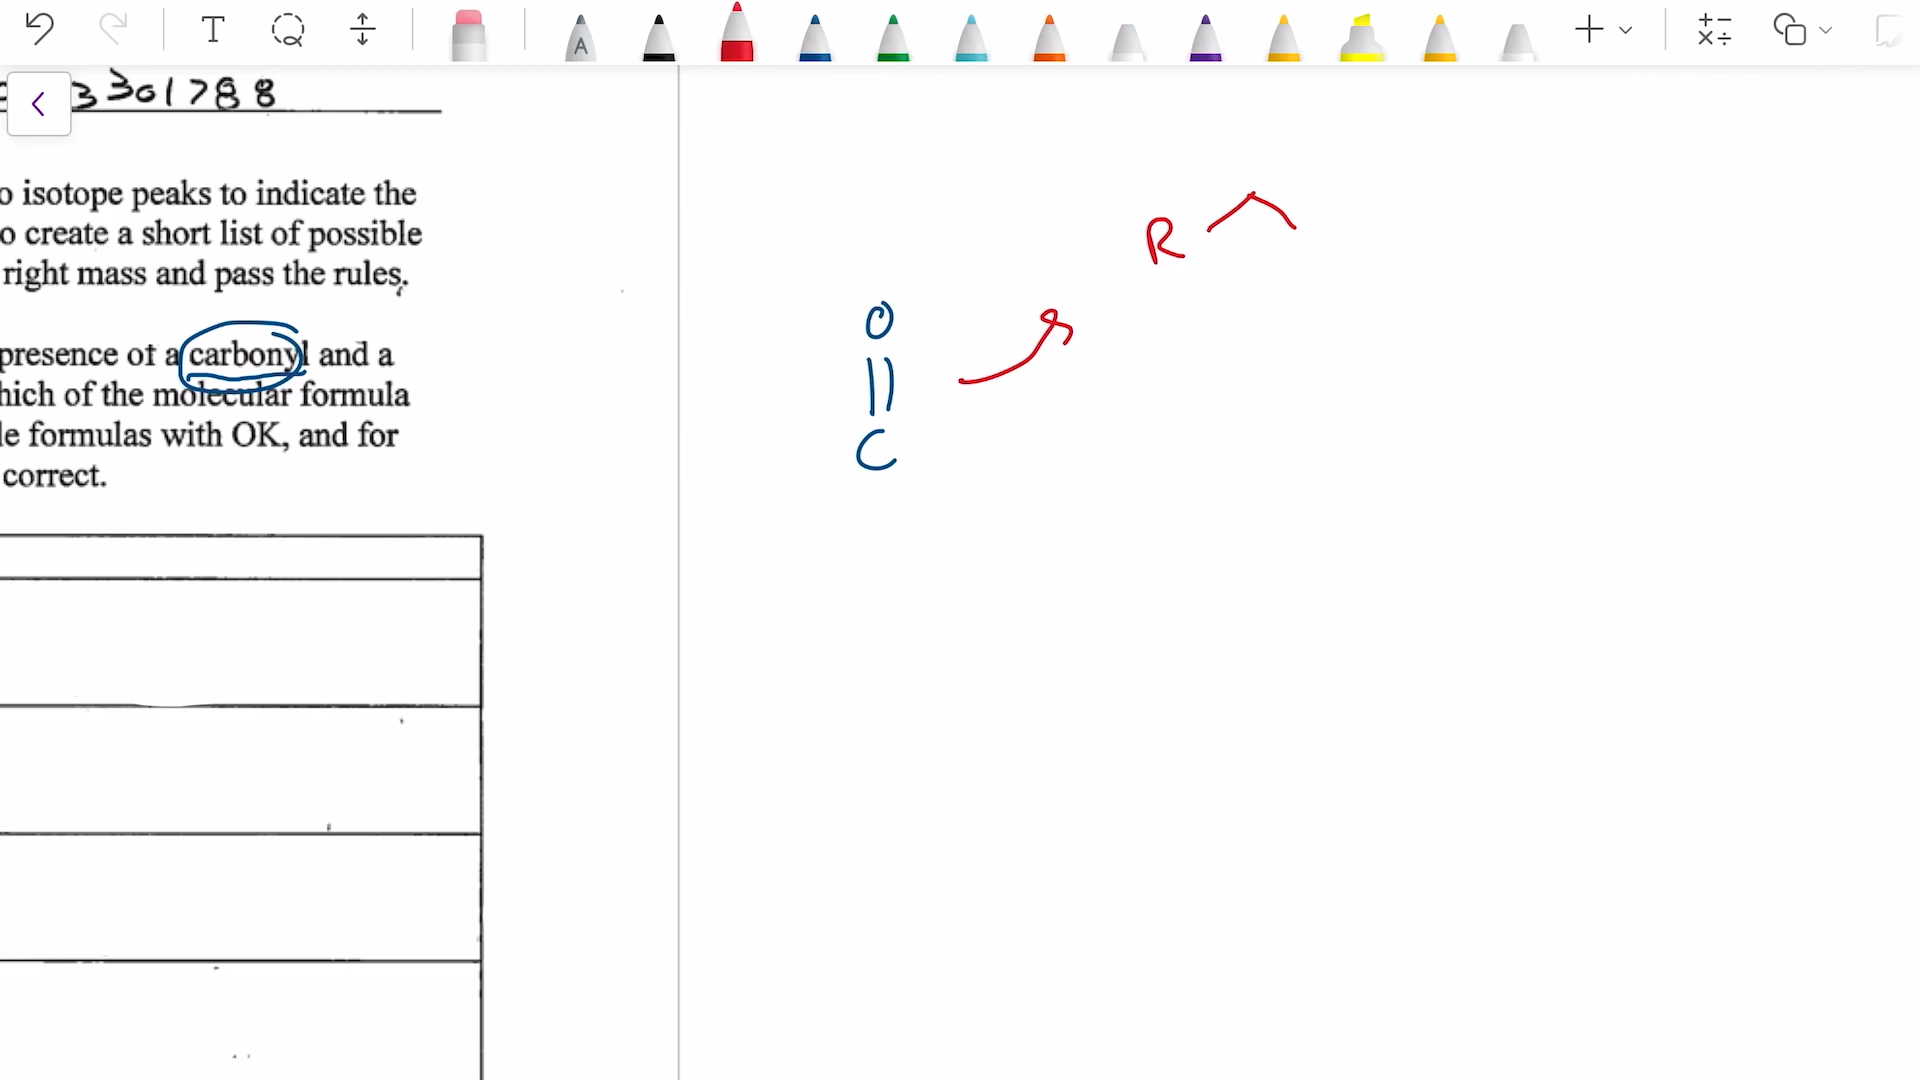 T A
3301788
isotope peaks to indicate the
o create a short list of possible
right mass and pass the rules.
presence of a carbonyl and a
hich of the molecular formula
le formulas with OK, and for
correct.
R
O
||
C